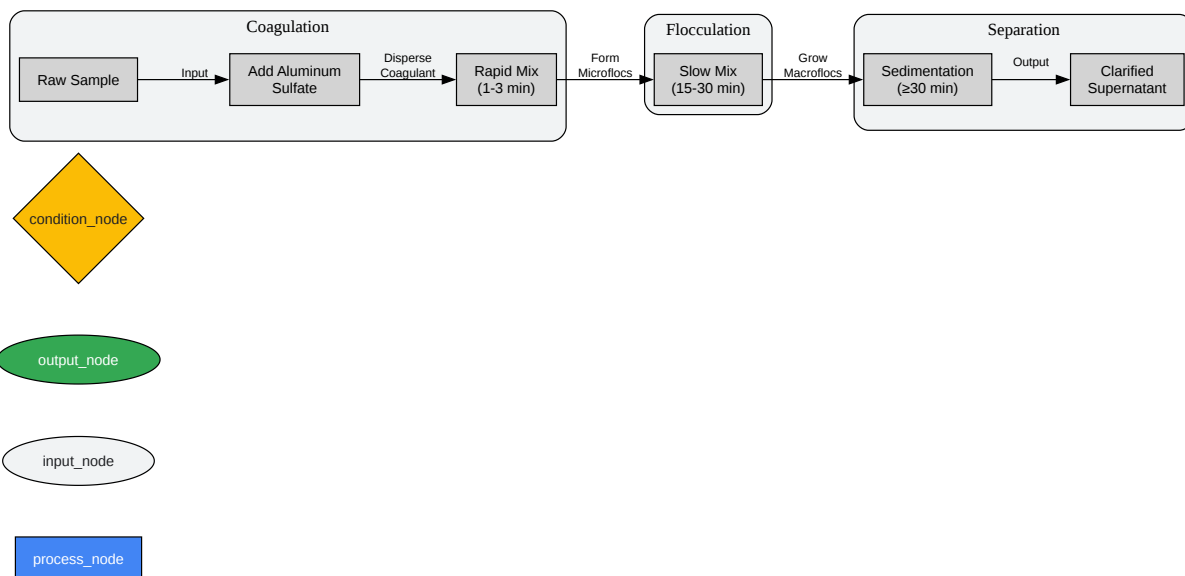 Coagulation
Raw Sample
Input
Add Aluminum
Sulfate
Disperse
Coagulant
Rapid Mix
(1-3 min)
Form
Microflocs
Flocculation
Slow Mix
(15-30 min)
Grow
Macroflocs
Separation
Sedimentation
(≥30 min)
Output
Clarified
Supernatant
condition_node
output_node
input_node
process_node